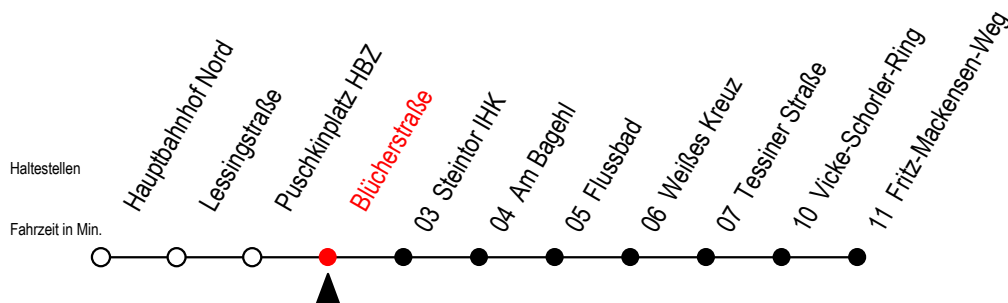 Haltestellen
Fahrzeit in Min.
Hauptbahnhof Nord
Lessingstraße
Puschkinplatz HBZ
Blücherstraße
03 Steintor IHK
04 Am Bagehl
05 Flussbad
06 Weißes Kreuz
07 Tessiner Straße
10 Vicke-Schorler-Ring
11 Fritz-Mackensen-Weg